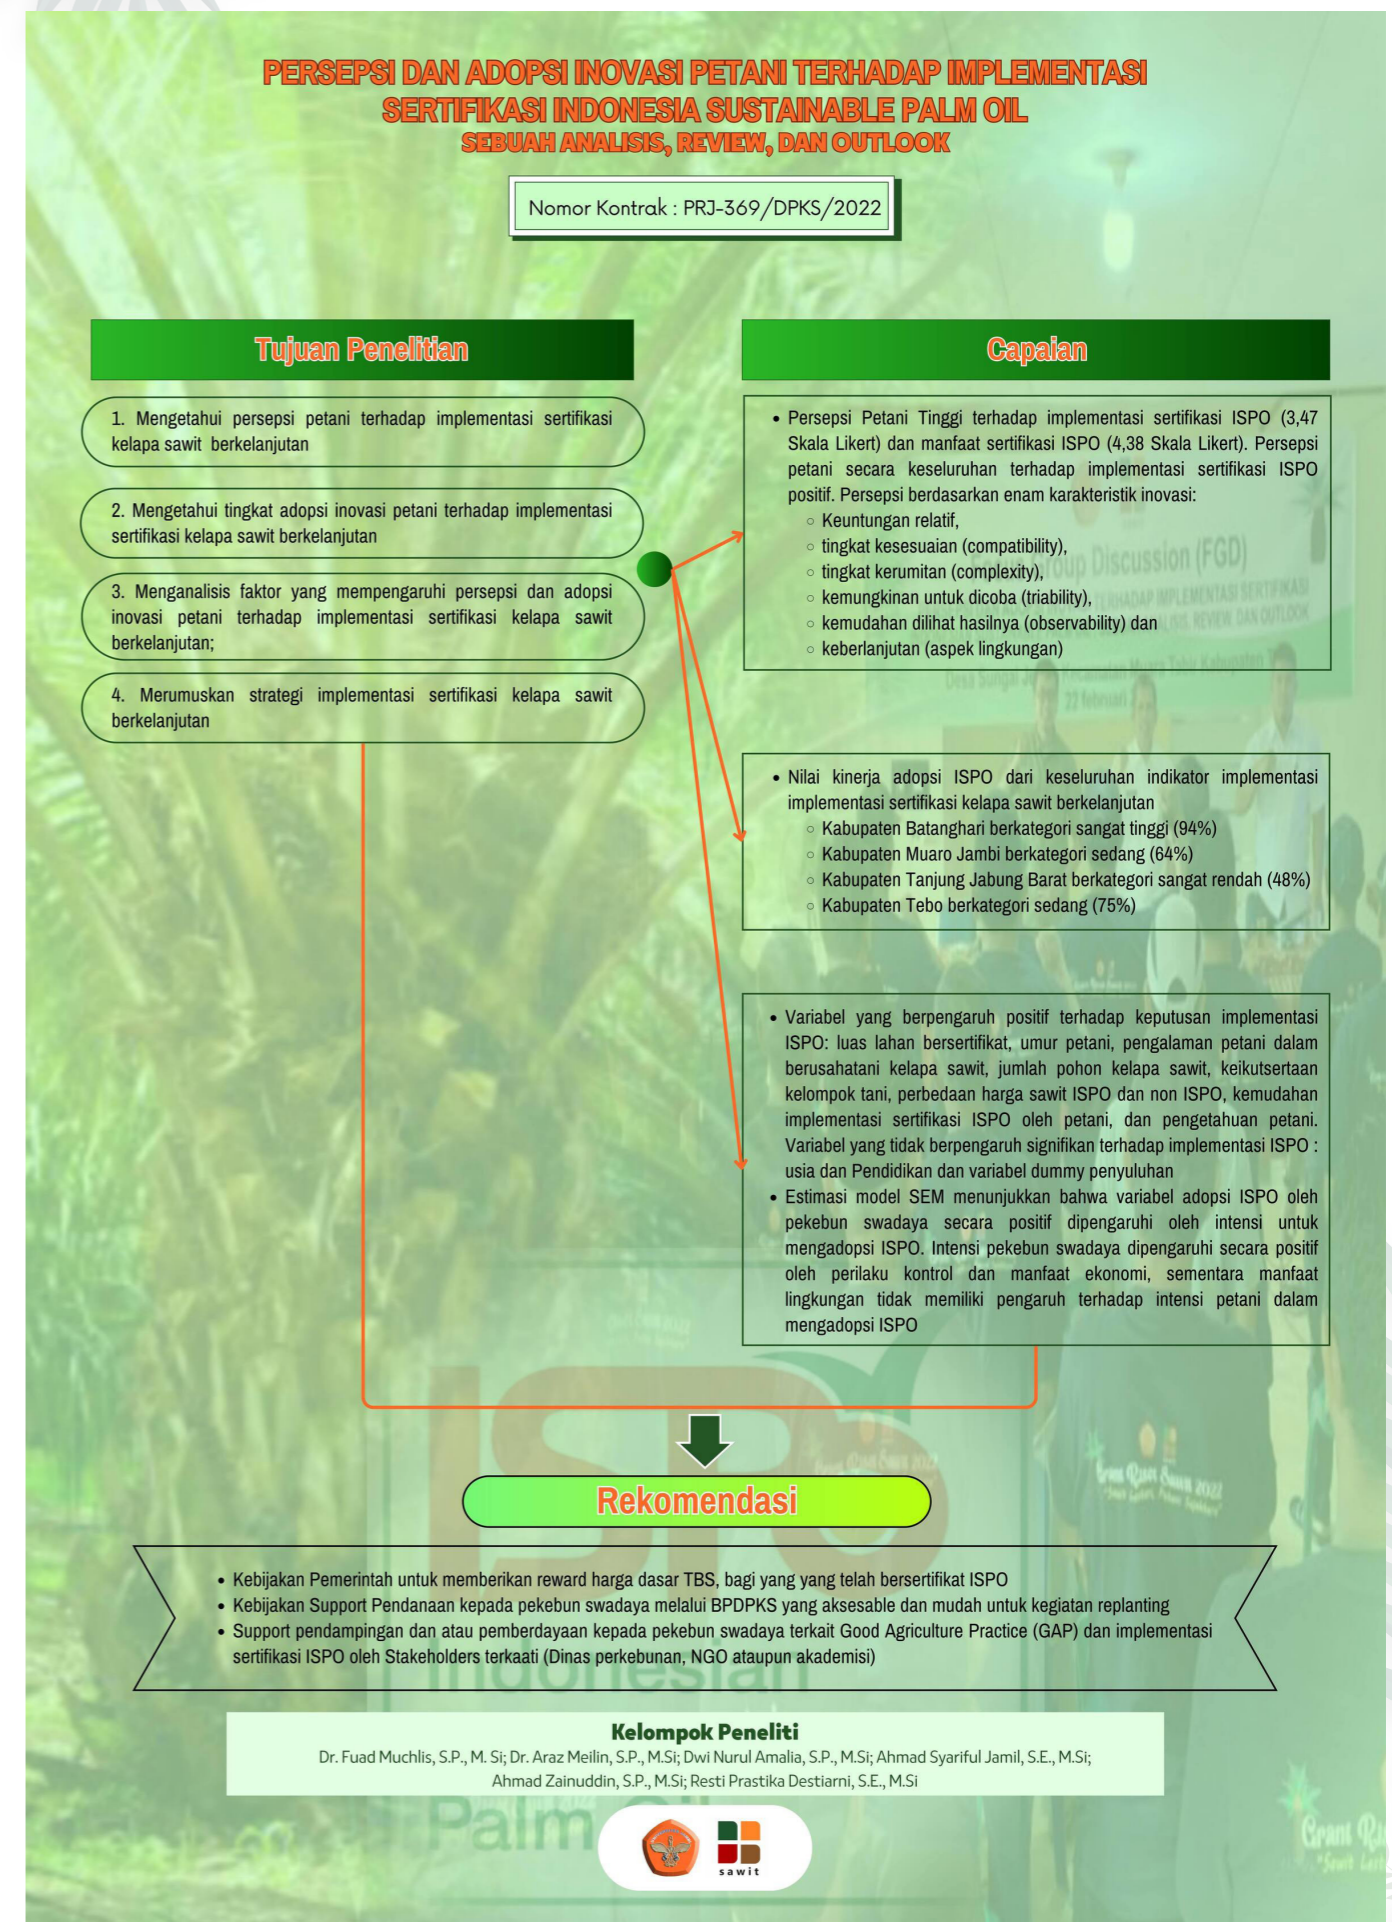 PERSEPSI DAN ADOPSI INOVASI PETANI TERHADAP IMPLEMENTASI
SERTIFIKASI INDONESIA SUSTAINABLE PALM OIL
SEBUAH ANALISIS, REVIEW, DAN OUTLOOK
Nomor Kontrak : PRJ-369/DPKS/2022
Tujuan Penelitian
1. Mengetahui persepsi petani terhadap implementasi sertifikasi
kelapa sawit berkelanjutan
2. Mengetahui tingkat adopsi inovasi petani terhadap implementasi
sertifikasi kelapa sawit berkelanjutan
3. Menganalisis faktor yang mempengaruhi persepsi dan adopsi
inovasi petani terhadap implementasi sertifikasi kelapa sawit
berkelanjutan;
4. Merumuskan strategi implementasi sertifikasi kelapa sawit
berkelanjutan
Capaian
• Persepsi Petani Tinggi terhadap implementasi sertifikasi ISPO (3,47
Skala Likert) dan manfaat sertifikasi ISPO (4,38 Skala Likert). Persepsi
petani secara keseluruhan terhadap implementasi sertifikasi ISPO
positif. Persepsi berdasarkan enam karakteristik inovasi:
○ Keuntungan relatif,
○ tingkat kesesuaian (compatibility),
○ tingkat kerumitan (complexity),
○ kemungkinan untuk dicoba (triability),
○ kemudahan dilihat hasilnya (observability) dan
○ keberlanjutan (aspek lingkungan)
• Nilai kinerja adopsi ISPO dari keseluruhan indikator implementasi
implementasi sertifikasi kelapa sawit berkelanjutan
○ Kabupaten Batanghari berkategori sangat tinggi (94%)
○ Kabupaten Muaro Jambi berkategori sedang (64%)
○ Kabupaten Tanjung Jabung Barat berkategori sangat rendah (48%)
○ Kabupaten Tebo berkategori sedang (75%)
• Variabel yang berpengaruh positif terhadap keputusan implementasi
ISPO: luas lahan bersertifikat, umur petani, pengalaman petani dalam
berusahatani kelapa sawit, jumlah pohon kelapa sawit, keikutsertaan
kelompok tani, perbedaan harga sawit ISPO dan non ISPO, kemudahan
implementasi sertifikasi ISPO oleh petani, dan pengetahuan petani.
Variabel yang tidak berpengaruh signifikan terhadap implementasi ISPO :
usia dan Pendidikan dan variabel dummy penyuluhan
• Estimasi model SEM menunjukkan bahwa variabel adopsi ISPO oleh
pekebun swadaya secara positif dipengaruhi oleh intensi untuk
mengadopsi ISPO. Intensi pekebun swadaya dipengaruhi secara positif
oleh perilaku kontrol dan manfaat ekonomi, sementara manfaat
lingkungan tidak memiliki pengaruh terhadap intensi petani dalam
mengadopsi ISPO
Rekomendasi
• Kebijakan Pemerintah untuk memberikan reward harga dasar TBS, bagi yang yang telah bersertifikat ISPO
• Kebijakan Support Pendanaan kepada pekebun swadaya melalui BPDPKS yang aksesable dan mudah untuk kegiatan replanting
• Support pendampingan dan atau pemberdayaan kepada pekebun swadaya terkait Good Agriculture Practice (GAP) dan implementasi
sertifikasi ISPO oleh Stakeholders terkaati (Dinas perkebunan, NGO ataupun akademisi)
Indonesian
Kelompok Peneliti
Dr. Fuad Muchlis, S.P., M. Si; Dr. Araz Meilin, S.P., M.Si; Dwi Nurul Amalia, S.P., M.Si; Ahmad Syariful Jamil, S.E., M.Si;
Ahmad Zainuddin, S.P., M.Si; Resti Prastika Destiarni, S.E., M.Si
Palm
sawit